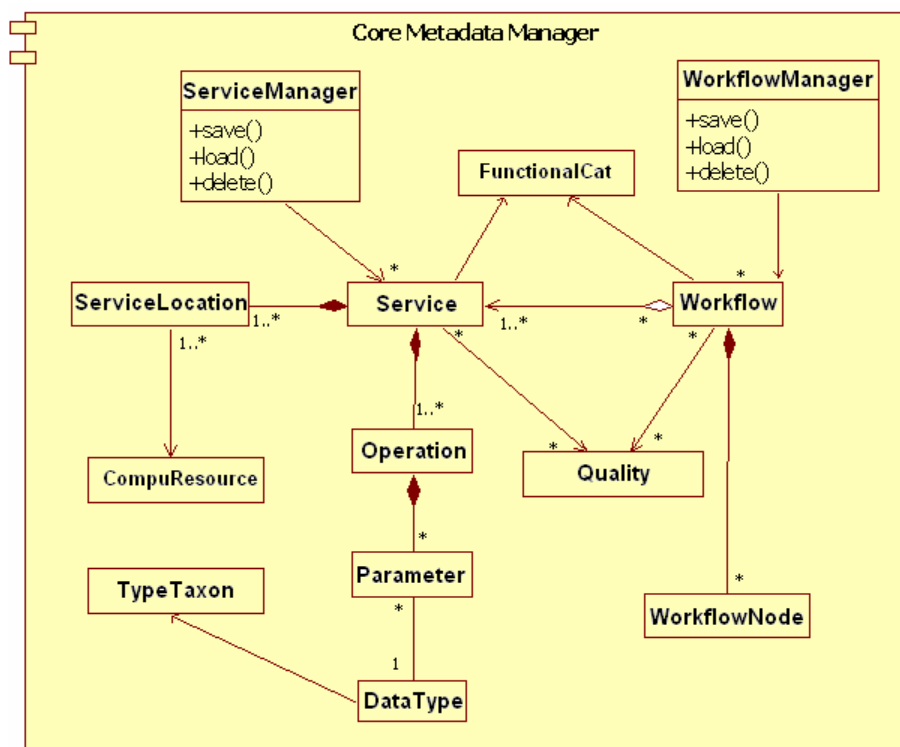 Core Metadata Manager
ServiceManager
+save()
+load()
+delete()
WorkflowManager
+save()
+load()
+delete()
FunctionalCat
*
*
ServiceLocation
Service
Workflow
1..*
1..*
*
*
*
1..*
1..*
Operation
*
*
CompuResource
Quality
*
Parameter
*
TypeTaxon
*
WorkflowNode
1
DataType